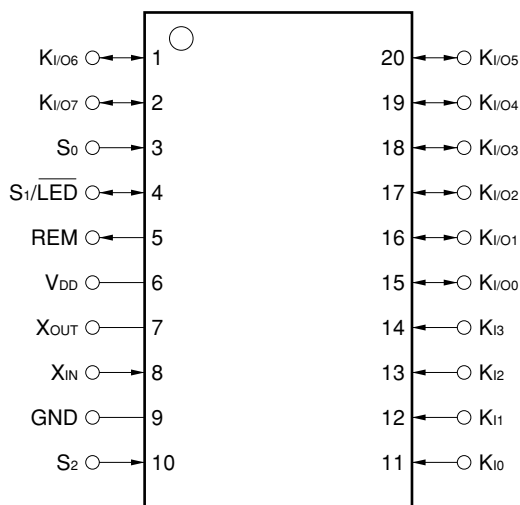 KI/O6 1 20 KI/O5
KI/O7 2 19 KI/O4
S0 3 18 KI/O3
S1/LED 4 17 KI/O2
REM 5 16 KI/O1
VDD 6 15 KI/O0
XOUT 7 14 KI3
XIN 8 13 KI2
GND 9 12 KI1
S2 10 11 KI0